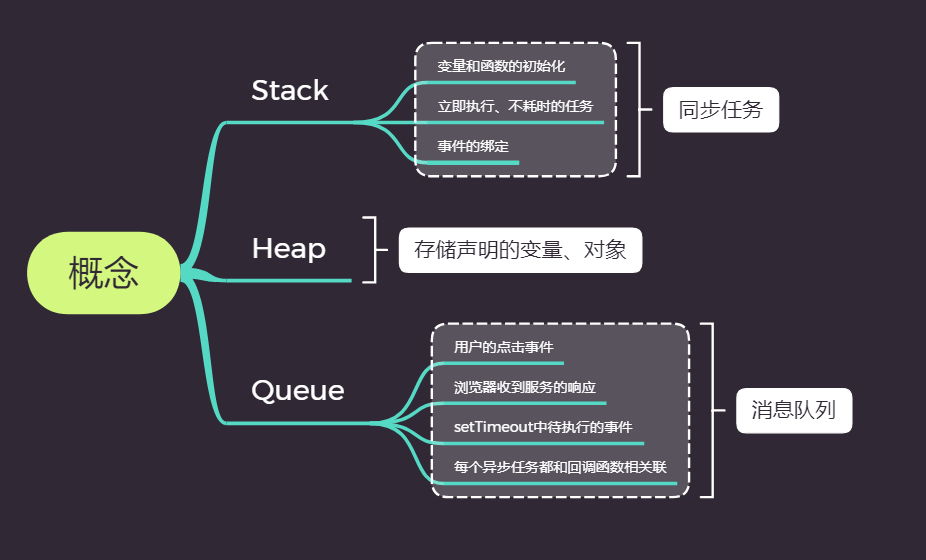 概念
Stack
变量和函数的初始化
立即执行、不耗时的任务
事件的绑定
同步任务
Heap
存储声明的变量、对象
Queue
用户的点击事件
浏览器收到服务的响应
setTimeout中待执行的事件
每个异步任务都和回调函数相关联
消息队列